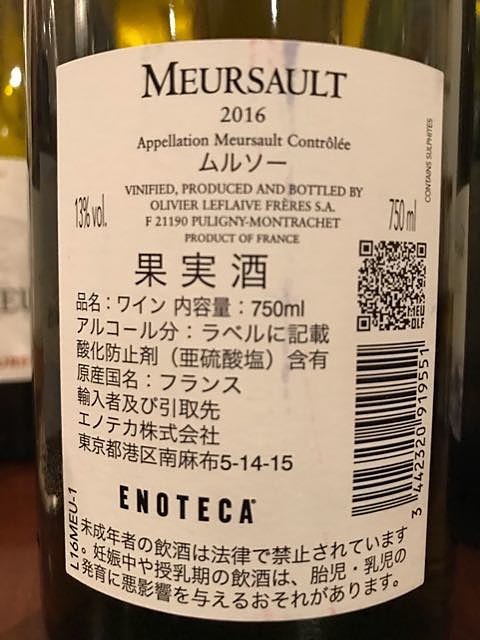 MEURSAULT
2016
Appellation Meursault Contrôlée
ムルソー
VINIFIED, PRODUCED AND BOTTLED BY
OLIVIER LEFLAIVE FRÈRES S.A.
F 21190 PULIGNY-MONTRACHET
PRODUCT OF FRANCE
13% vol.
750 ml
CONTAINS SULPHITES
果実酒
品名：ワイン 内容量：750ml
アルコール分：ラベルに記載
酸化防止剤（亜硫酸塩）含有
原産国名：フランス
輸入者及び引取先
エノテカ株式会社
東京都港区南麻布5-14-15
MEU
OLF
3 442320 919551
ENOTECA
L16MEU-1
未成年者の飲酒は法律で禁止されています
。妊娠中や授乳期の飲酒は、胎児・乳児の
発育に悪影響を与えるおそれがあります。